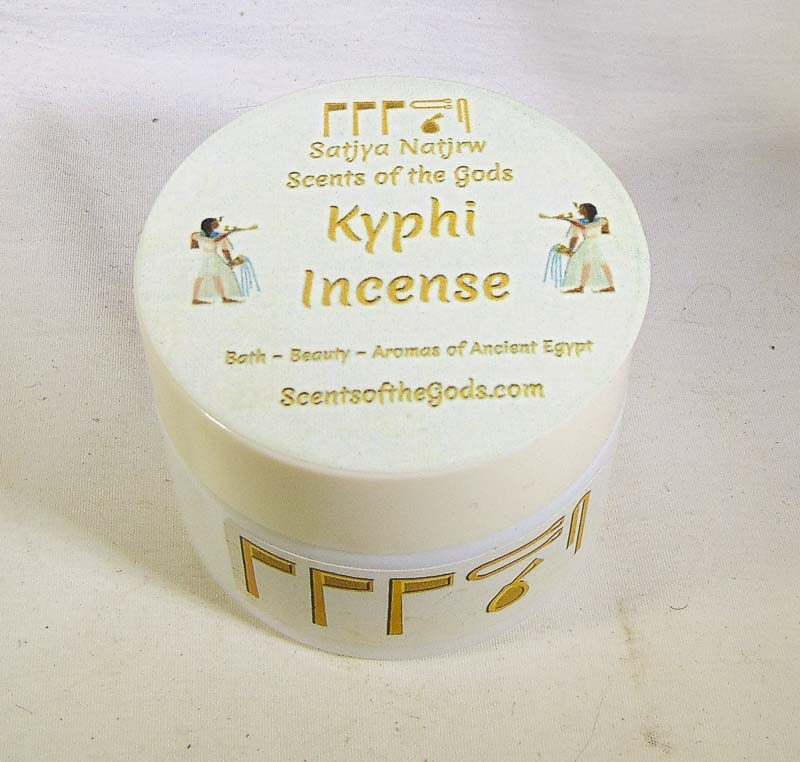 Satjya Natjrw
Scents of the Gods
Kyphi
Incense
Bath ~ Beauty ~ Aromas of Ancient Egypt
ScentsoftheGods.com